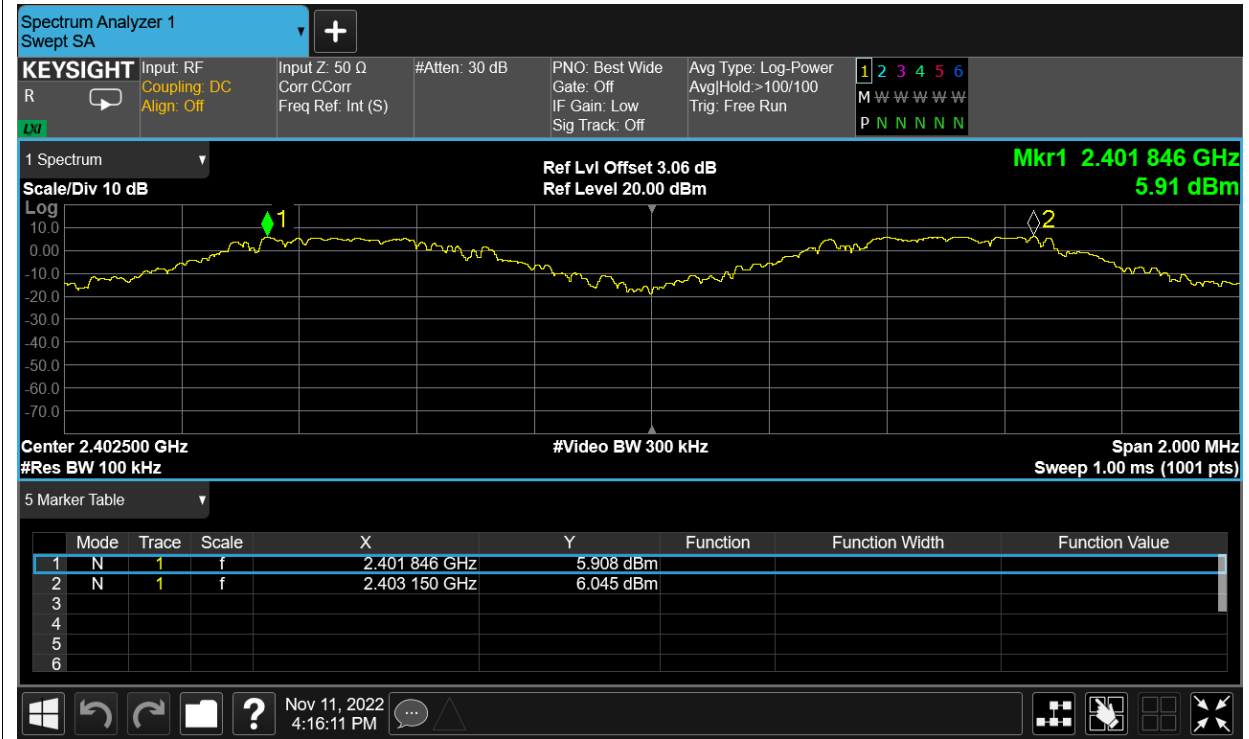 Spectrum Analyzer 1
Swept SA
KEYSIGHT
R
LXI
Input: RF
Coupling: DC
Align: Off
Input Z: 50 Ω
Corr CCorr
Freq Ref: Int (S)
#Atten: 30 dB
PNO: Best Wide
Gate: Off
IF Gain: Low
Sig Track: Off
Avg Type: Log-Power
Avg|Hold:>100/100
Trig: Free Run
1 2 3 4 5 6
M W W W W W
P N N N N N
1 Spectrum
Scale/Div 10 dB
Ref Lvl Offset 3.06 dB
Ref Level 20.00 dBm
Mkr1 2.401 846 GHz
5.91 dBm
Log
10.0
0.00
-10.0
-20.0
-30.0
-40.0
-50.0
-60.0
-70.0
1
2
Center 2.402500 GHz
#Res BW 100 kHz
#Video BW 300 kHz
Span 2.000 MHz
Sweep 1.00 ms (1001 pts)
5 Marker Table
Mode Trace Scale X Y Function Function Width Function Value
1 N 1 f 2.401 846 GHz 5.908 dBm
2 N 1 f 2.403 150 GHz 6.045 dBm
3
4
5
6
?
Nov 11, 2022
4:16:11 PM